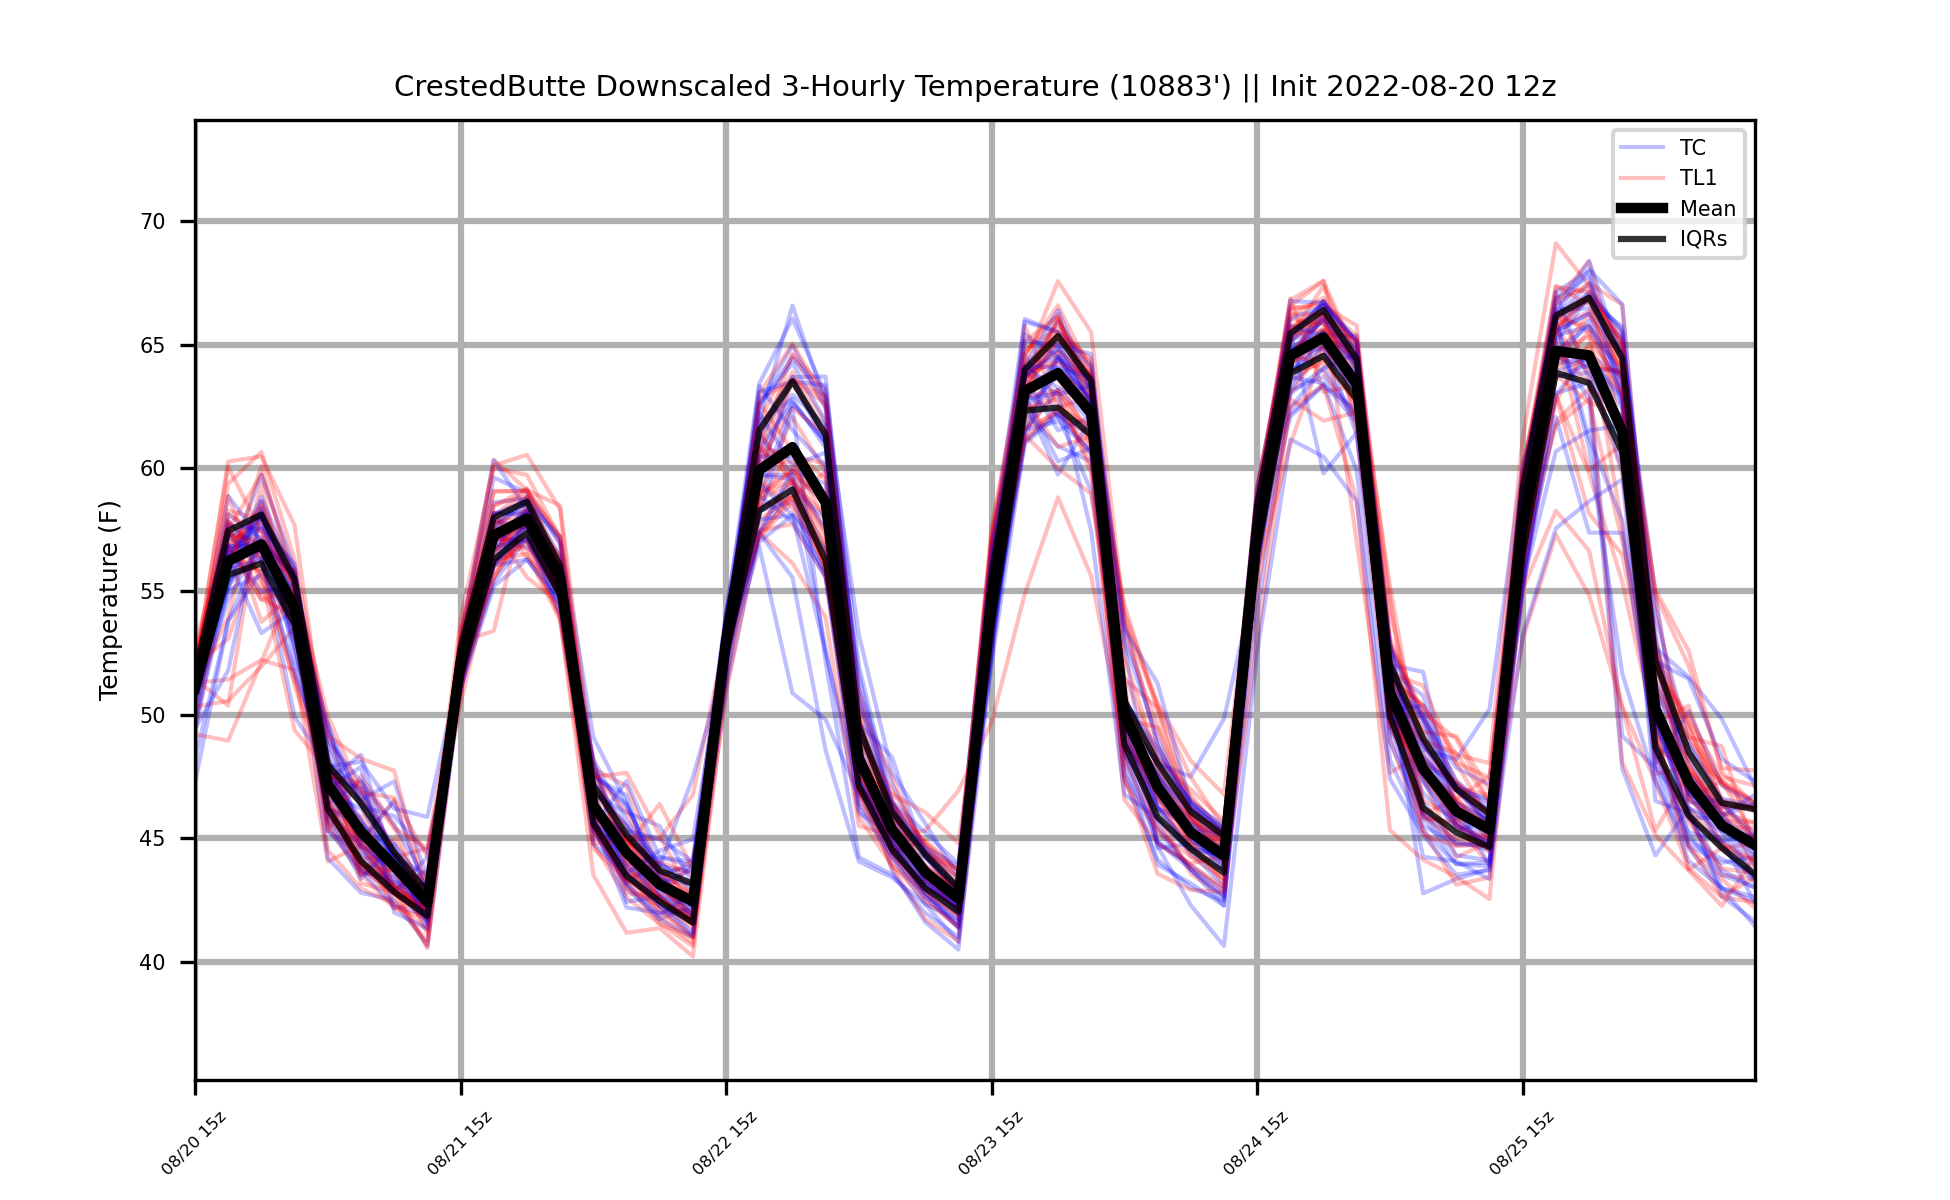 CrestedButte Downscaled 3-Hourly Temperature (10883') || Init 2022-08-20 12z
TC
TL1
Mean
IQRs
Temperature (F)
70
65
60
55
50
45
40
08/20 15z
08/21 15z
08/22 15z
08/23 15z
08/24 15z
08/25 15z